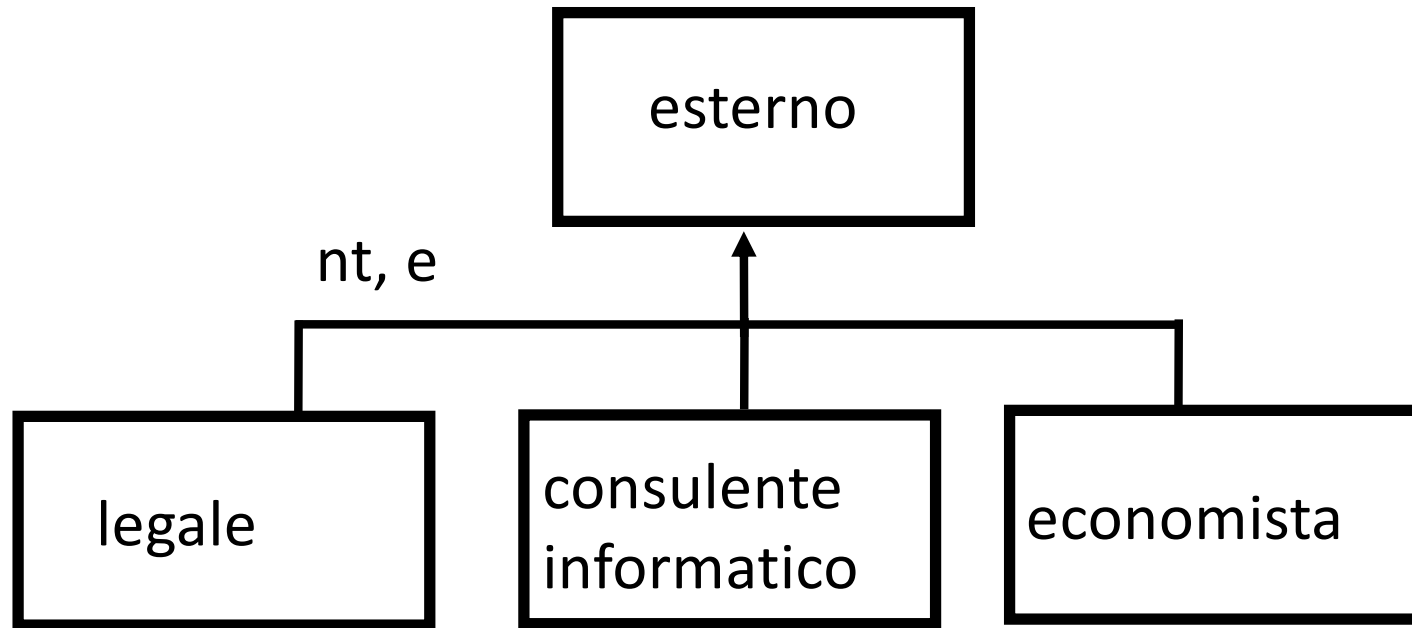 esterno
nt, e
legale
consulente
informatico
economista